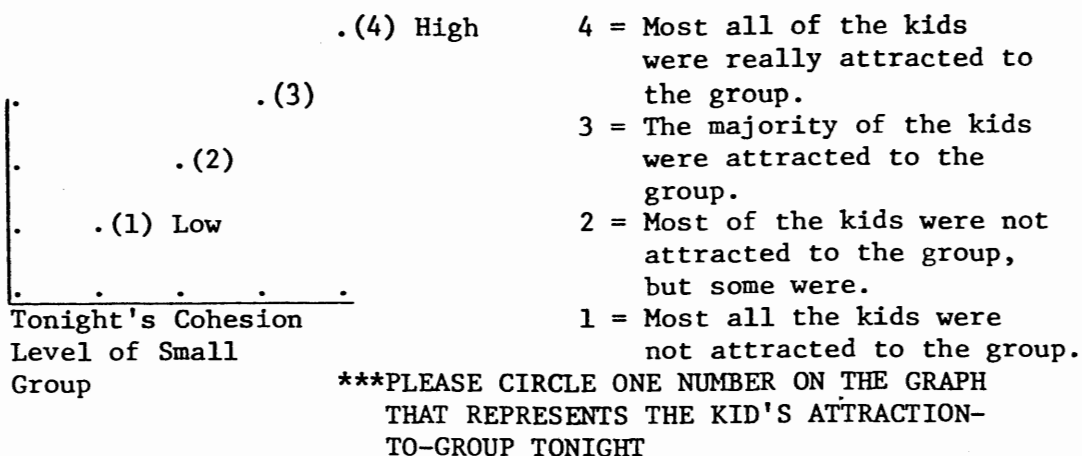 .(4) High
.(3)
.(2)
.(1) Low
Tonight's Cohesion
Level of Small
Group
4 = Most all of the kids
were really attracted to
the group.
3 = The majority of the kids
were attracted to the
group.
2 = Most of the kids were not
attracted to the group,
but some were.
1 = Most all the kids were
not attracted to the group.
***PLEASE CIRCLE ONE NUMBER ON THE GRAPH
THAT REPRESENTS THE KID'S ATTRACTION-
TO-GROUP TONIGHT